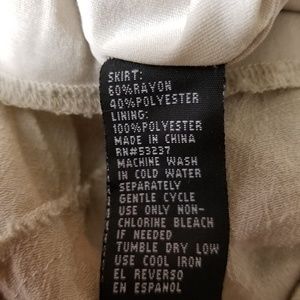 SKIRT:
60%RAYON
40%POLYESTER
LINING:
100%POLYESTER
MADE IN CHINA
RN#53237
MACHINE WASH
IN COLD WATER
SEPARATELY
GENTLE CYCLE
USE ONLY NON-
CHLORINE BLEACH
IF NEEDED
TUMBLE DRY LOW
USE COOL IRON
EL REVERSO
EN ESPANOL